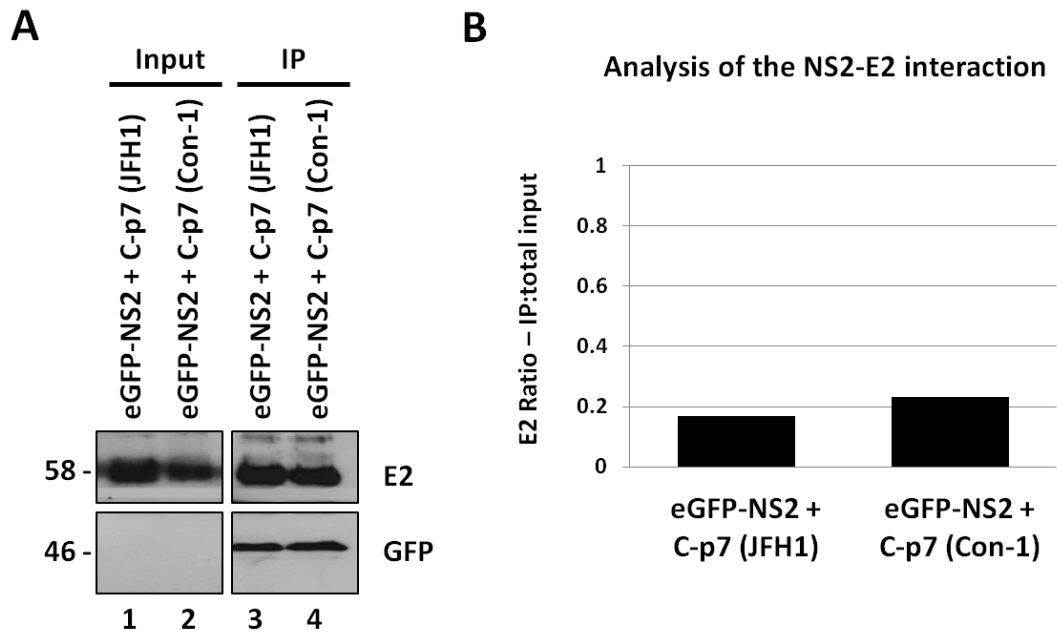 A
Input IP
eGFP-NS2 + C-p7 (JFH1)
eGFP-NS2 + C-p7 (Con-1)
eGFP-NS2 + C-p7 (JFH1)
eGFP-NS2 + C-p7 (Con-1)
58 -
E2
46 -
GFP
1 2 3 4
B
Analysis of the NS2-E2 interaction
E2 Ratio – IP:total input
1
0.8
0.6
0.4
0.2
0
eGFP-NS2 +
C-p7 (JFH1)
eGFP-NS2 +
C-p7 (Con-1)